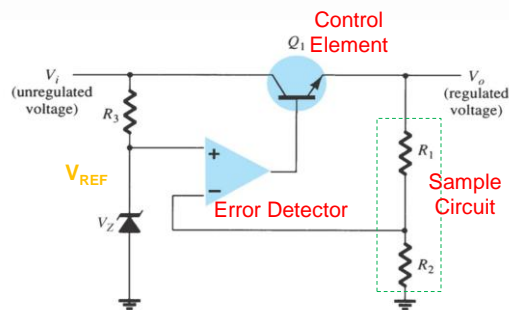 Control
Q1 Element
Vi
(unregulated
voltage)
Vo
(regulated
voltage)
R3
R1
+
VREF
−
Sample
Circuit
Error Detector
VZ
R2